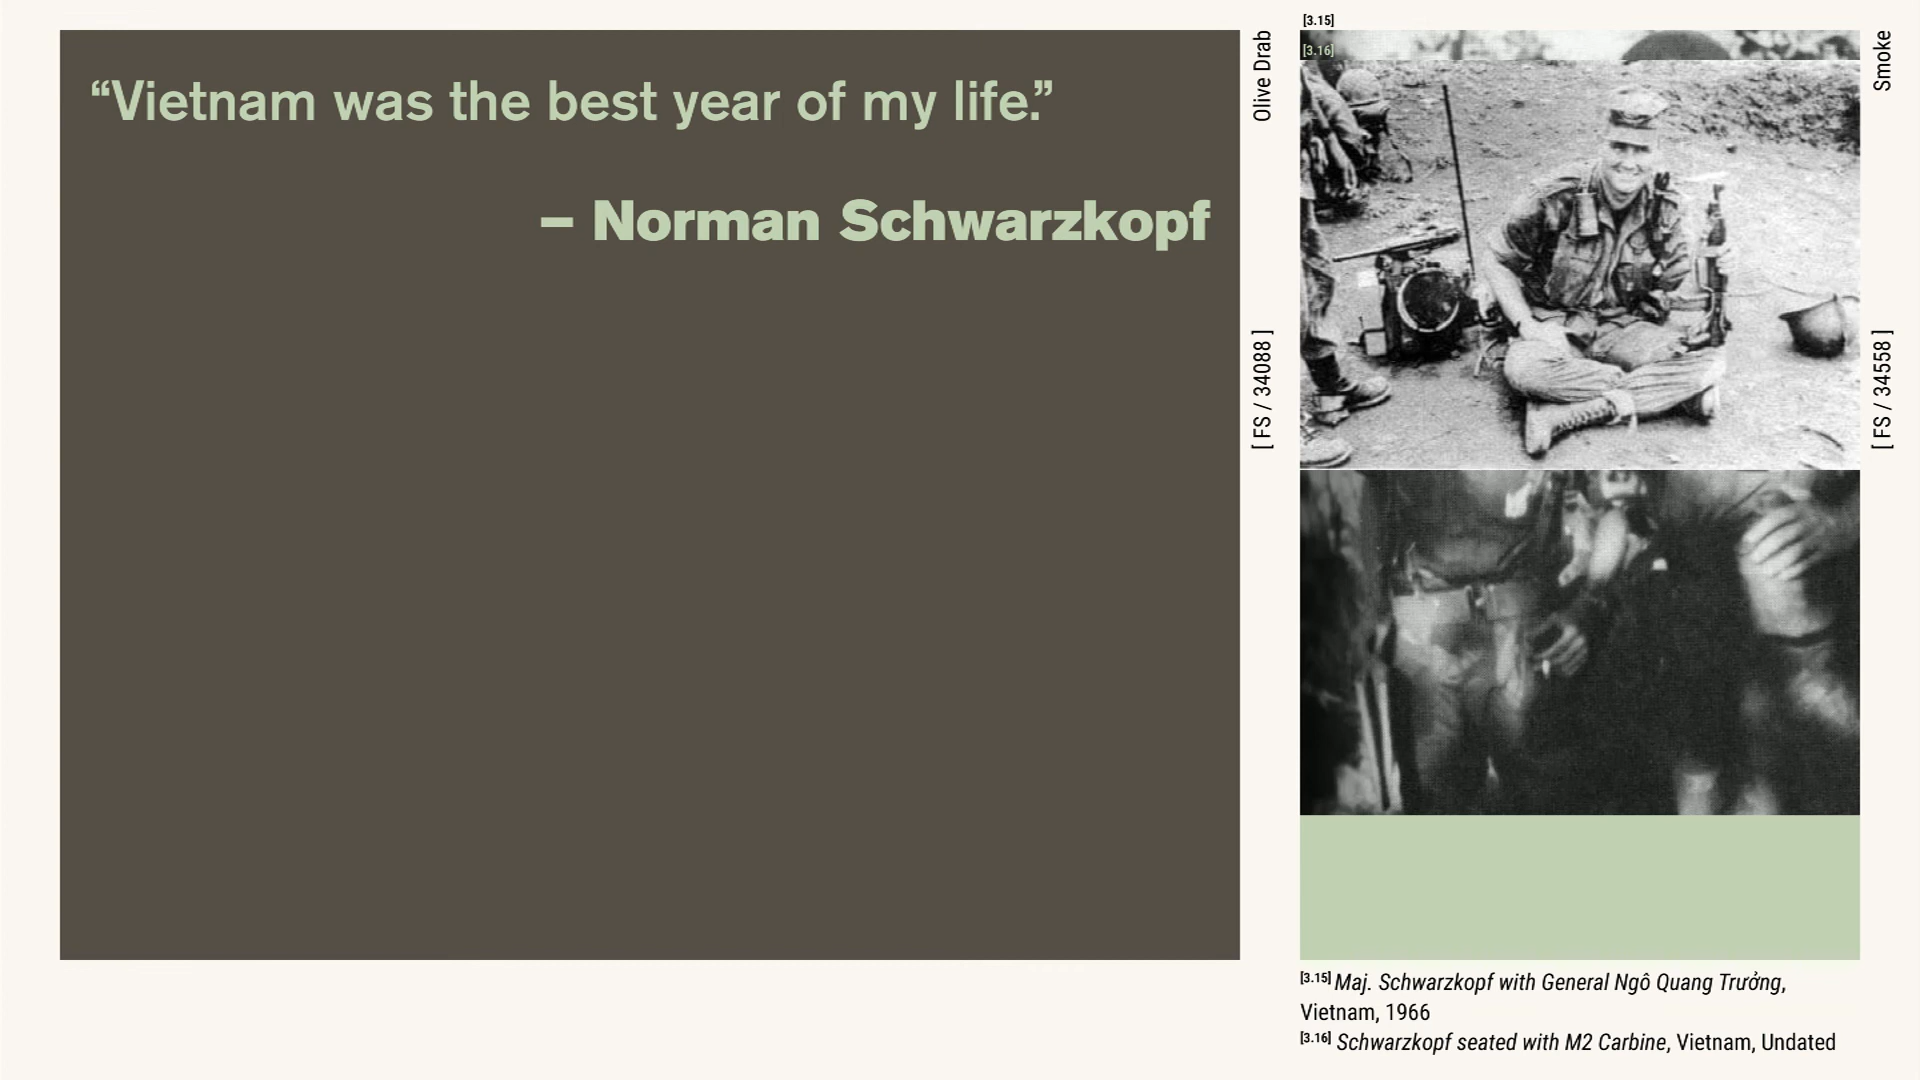 “Vietnam was the best year of my life.”
– Norman Schwarzkopf
Olive Drab
[ FS / 34088 ]
[3.15]
[3.16]
Smoke
[ FS / 34558 ]
[3.15] Maj. Schwarzkopf with General Ngô Quang Trưởng,
Vietnam, 1966
[3.16] Schwarzkopf seated with M2 Carbine, Vietnam, Undated